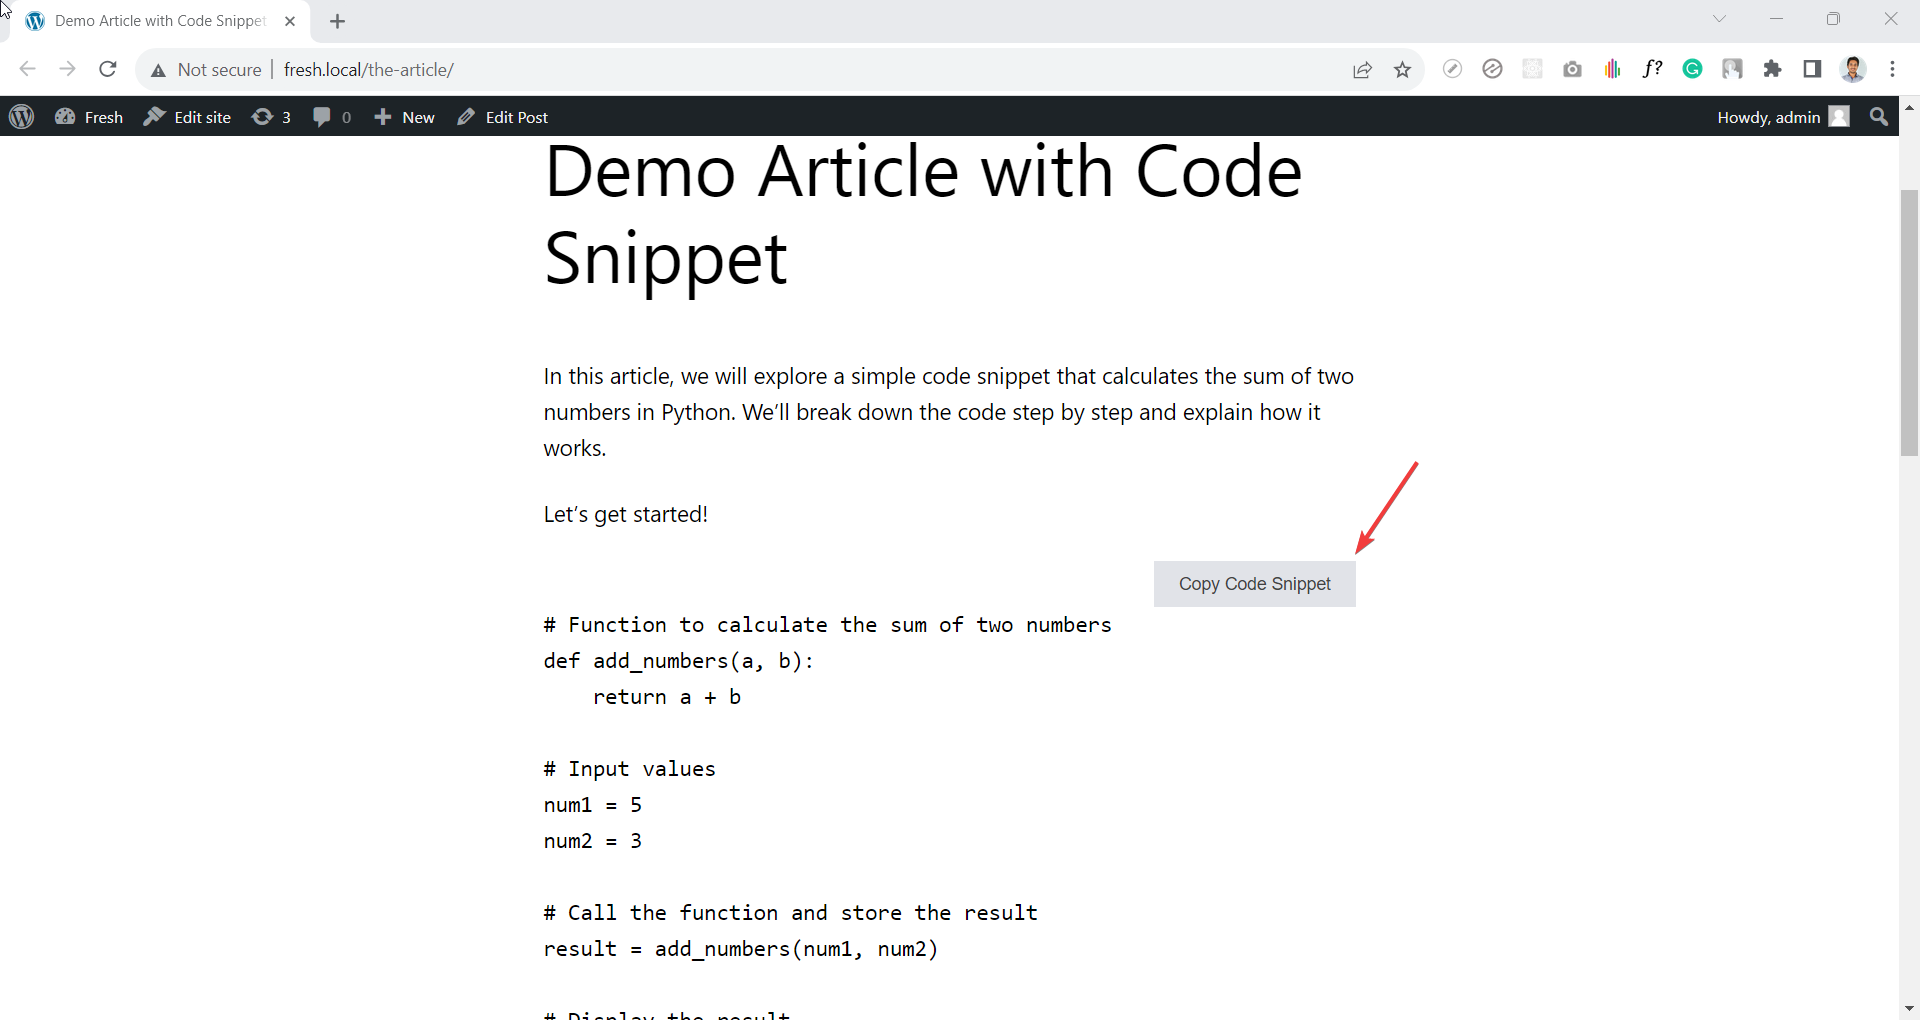 Demo Article with Code Snippet
Not secure fresh.local/the-article/
f?
Fresh Edit site 3 0 New Edit Post Howdy, admin
Demo Article with Code
Snippet
In this article, we will explore a simple code snippet that calculates the sum of two
numbers in Python. We’ll break down the code step by step and explain how it
works.
Let’s get started!
Copy Code Snippet
# Function to calculate the sum of two numbers
def add_numbers(a, b):
    return a + b
# Input values
num1 = 5
num2 = 3
# Call the function and store the result
result = add_numbers(num1, num2)
# Display the result